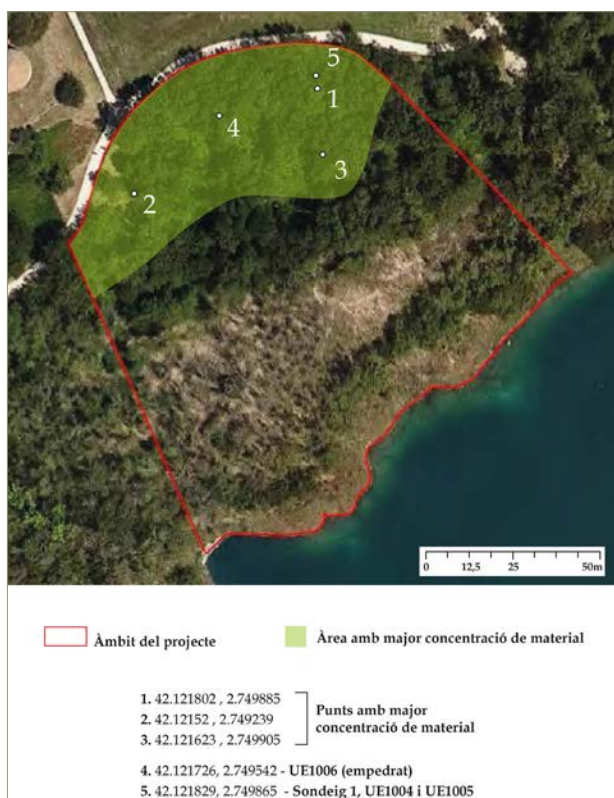 5
1
4
3
2
0 12,5 25 50m
Àmbit del projecte
Àrea amb major concentració de material
1. 42.121802 , 2.749885
2. 42.12152 , 2.749239
3. 42.121623 , 2.749905
Punts amb major
concentració de material
4. 42.121726, 2.749542 - UE1006 (empedrat)
5. 42.121829, 2.749865 - Sondeig 1, UE1004 i UE1005